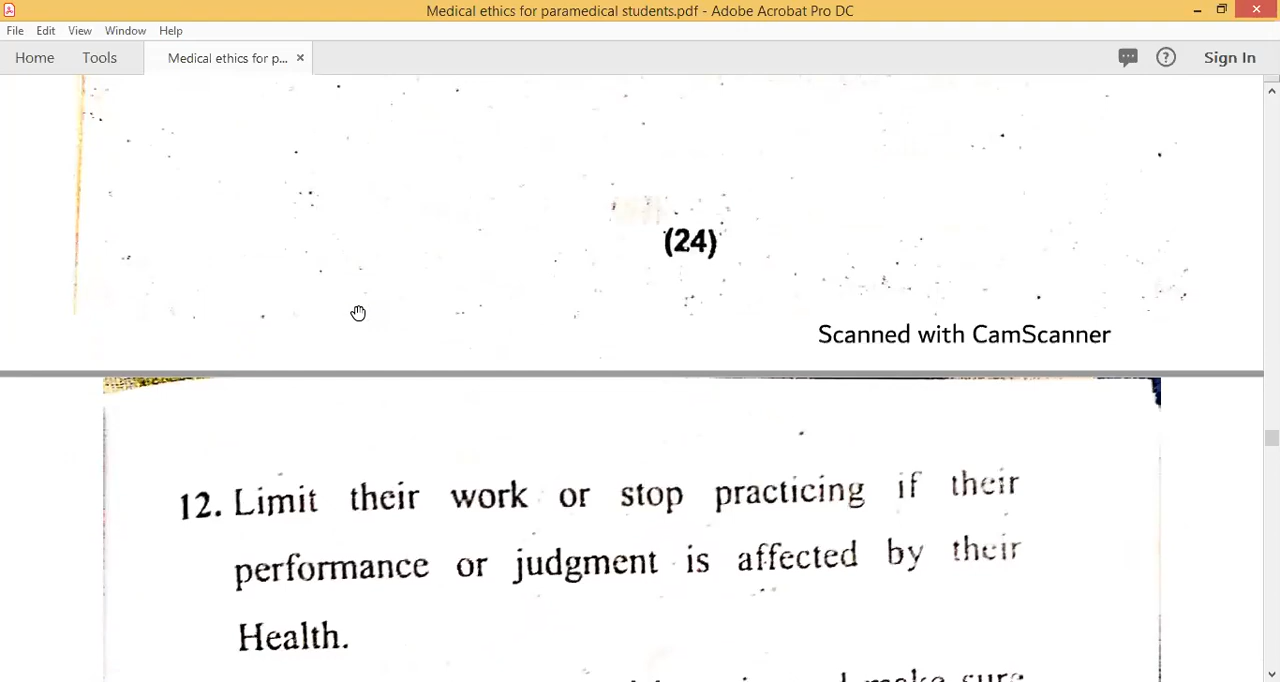 Medical ethics for paramedical students.pdf - Adobe Acrobat Pro DC
File Edit View Window Help
Home Tools Medical ethics for p... × Sign In
(24)
Scanned with CamScanner
12. Limit their work or stop practicing if their
performance or judgment is affected by their
Health.
make sure